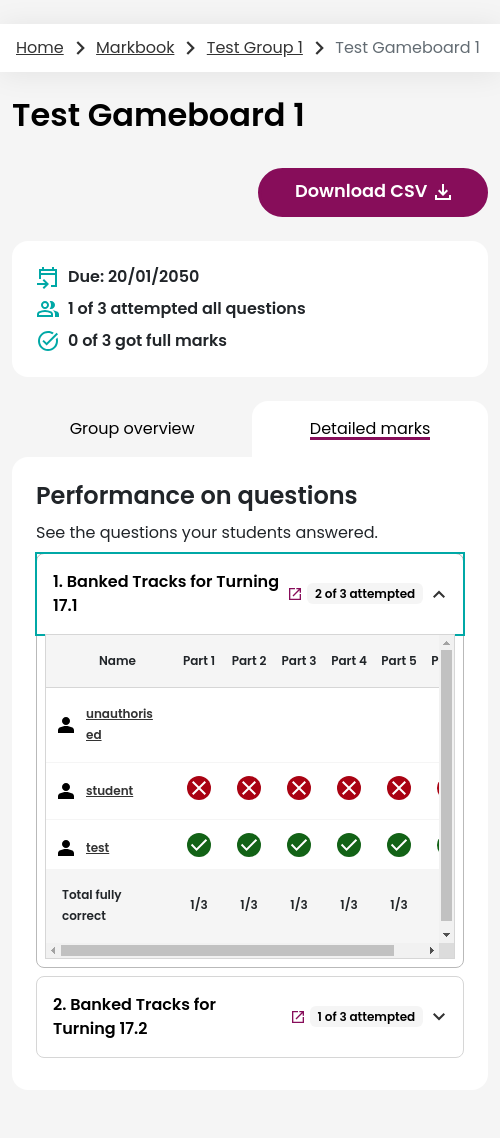 Home > Markbook > Test Group 1 > Test Gameboard 1
Test Gameboard 1
Download CSV
Due: 20/01/2050
1 of 3 attempted all questions
0 of 3 got full marks
Group overview Detailed marks
Performance on questions
See the questions your students answered.
1. Banked Tracks for Turning
17.1
2 of 3 attempted
Name Part 1 Part 2 Part 3 Part 4 Part 5 P
unauthoris
ed
student
test
Total fully
correct
1/3 1/3 1/3 1/3 1/3
2. Banked Tracks for
Turning 17.2
1 of 3 attempted